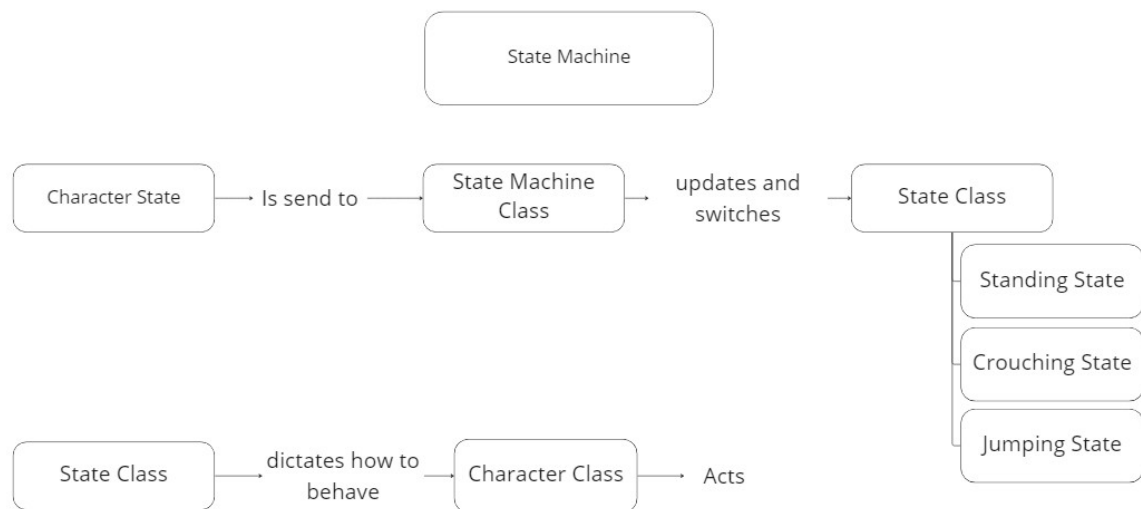 State Machine
Character State
Is send to
State Machine
Class
updates and
switches
State Class
Standing State
Crouching State
Jumping State
State Class
dictates how to
behave
Character Class
Acts